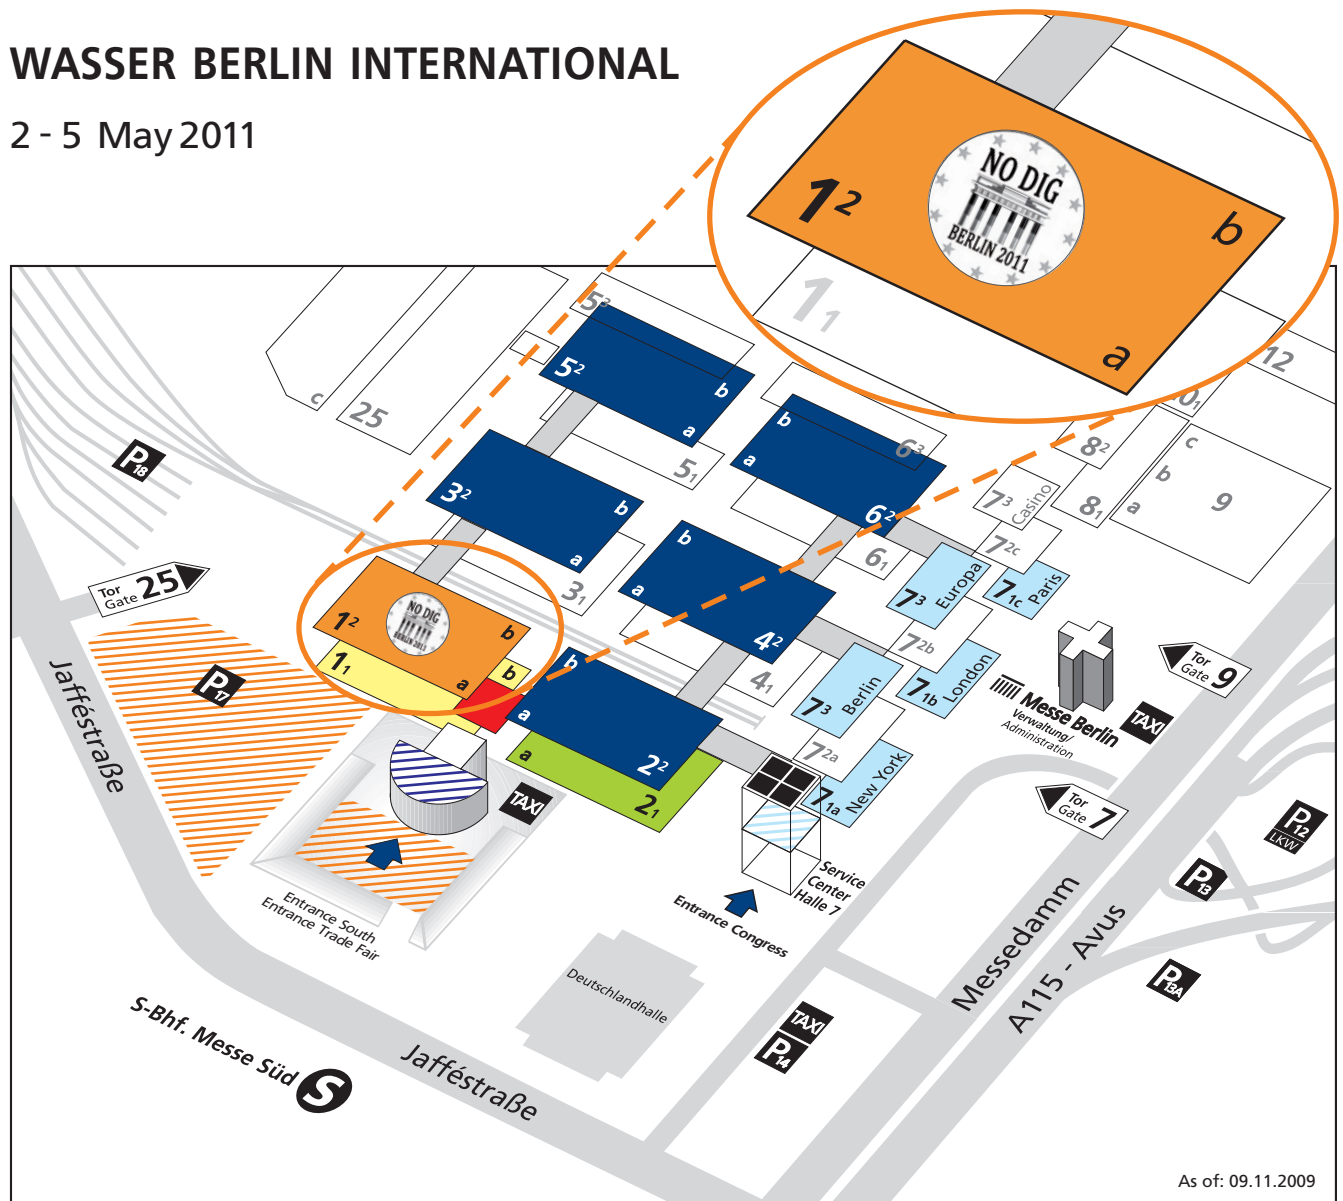 WASSER BERLIN INTERNATIONAL
2 - 5 May 2011
1²
NO DIG
BERLIN 2011
b
a
1₁
5³
5²
b
a
5₁
c
25
12
10₁
8²
8₁
c
b
a
9
6³
b
a
6²
6₁
7³ Casino
7²c
7³ Europa
7₁c Paris
P18
3²
b
a
3₁
b
a
4²
4₁
7²b
7³ Berlin
7₁b London
Tor
Gate 25
1²
NO DIG
BERLIN 2011
b
a
1₁
b
b
a
2²
a
2₁
7²a
7₁a New York
Messe Berlin
Verwaltung/
Administration
TAXI
Tor
Gate 9
Tor
Gate 7
P17
Jafféstraße
TAXI
P12
LKW
P13
P13A
Service
Center
Halle 7
Entrance Congress
Entrance South
Entrance Trade Fair
Deutschlandhalle
Messedamm
A115 - Avus
TAXI
P14
S-Bhf. Messe Süd S
Jafféstraße
As of: 09.11.2009